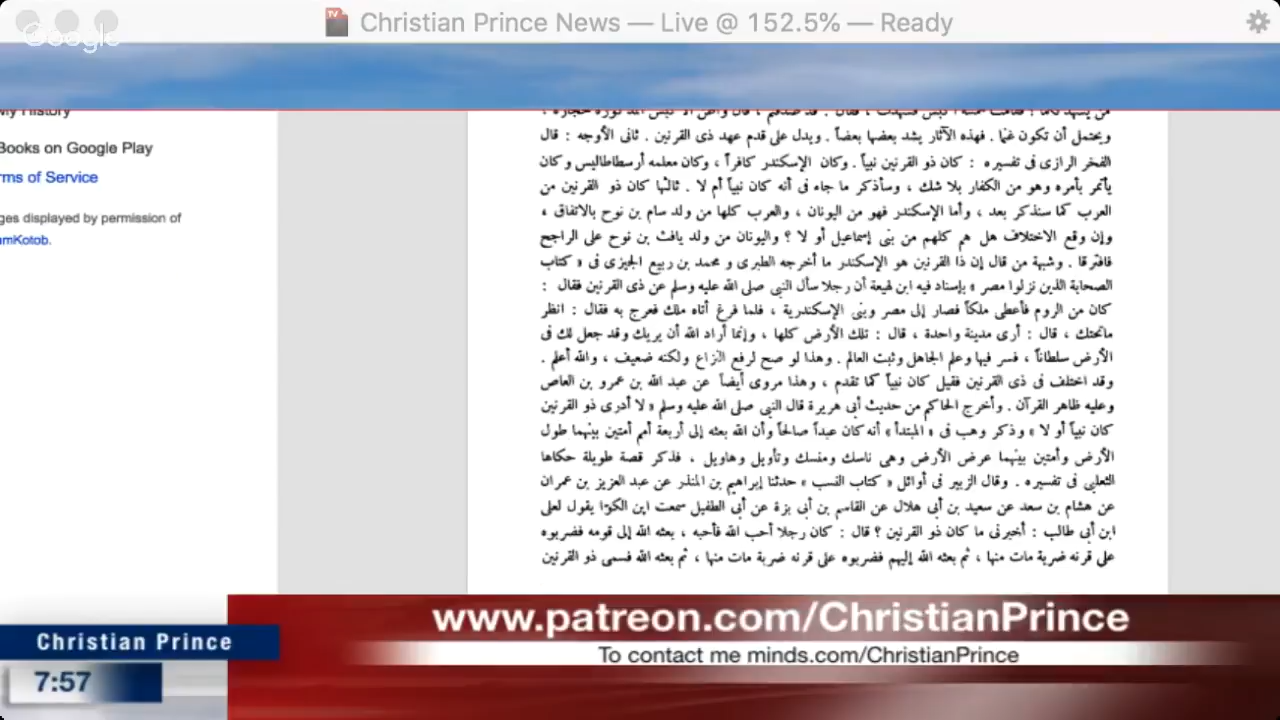 Christian Prince News — Live @ 152.5% — Ready
Google
My History
Books on Google Play
rms of Service
ges displayed by permission of
umKotob.
ويحتمل أن تكون غنما . فهذه الآثار يشد بعضها بعضاً . ويدل على قدم عهد ذى القرنين . ثانى الأوجه : قال
الفخر الرازى فى تفسيره : كان ذو القرنين نبياً . وكان الإسكندر كافراً ، وكان معلمه أرسطاطاليس وكان
يأتمر بأمره وهو من الكفار بلا شك ، وسأذكر ما جاء فى أنه كان نبياً أم لا . ثالثها كان ذو القرنين من
العرب كما سنذكر بعد ، وأما الإسكندر فهو من اليونان ، والعرب كلها من ولد سام بن نوح بالاتفاق ،
وإن وقع الاختلاف هل هم كلهم من بنى إسماعيل أو لا ؟ واليونان من ولد يافث بن نوح على الراجح
فافترقا . وشبهة من قال إن ذا القرنين هو الإسكندر ما أخرجه الطبرى و محمد بن ربيع الجيزى فى « كتاب
الصحابة الذين نزلوا مصر » بإسناد فيه ابن لهيعة أن رجلا سأل النبى صلى الله عليه وسلم عن ذى القرنين فقال :
كان من الروم فأعطى ملكاً فصار إلى مصر وبنى الإسكندرية ، فلما فرغ أتاه ملك فعرج به فقال : انظر
ماتحتك ، قال : أرى مدينة واحدة ، قال : تلك الأرض كلها ، وإنما أراد الله أن يريك وقد جعل لك فى
الأرض سلطاناً ، فسر فيها وعلم الجاهل وثبت العالم . وهذا لو صح لرفع النزاع ولكنه ضعيف ، والله أعلم .
وقد اختلف فى ذى القرنين فقيل كان نبياً كما تقدم ، وهذا مروى أيضاً عن عبد الله بن عمرو بن العاص
وعليه ظاهر القرآن . وأخرج الحاكم من حديث أبى هريرة قال النبى صلى الله عليه وسلم « لا أدرى ذو القرنين
كان نبياً أو لا » وذكر وهب فى « المبتدأ » أنه كان عبداً صالحاً وأن الله بعثه إلى أربعة أمم أمتين بينهما طول
الأرض وأمتين بينهما عرض الأرض وهى ناسك ومنسك وتأويل وهاويل ، فذكر قصة طويلة حكاها
الثعلبى فى تفسيره . وقال الزبير فى أوائل « كتاب النسب » حدثنا إبراهيم بن المنذر عن عبد العزيز بن عمران
عن هشام بن سعد عن سعيد بن أبى هلال عن القاسم بن أبى بزة عن أبى الطفيل سمعت ابن الكوا يقول لعلى
ابن أبى طالب : أخبرنى ما كان ذو القرنين ؟ قال : كان رجلا أحب الله فأحبه ، بعثه الله إلى قومه فضربوه
على قرنه ضربة مات منها ، ثم بعثه الله إليهم فضربوه على قرنه ضربة مات منها ، ثم بعثه الله فسمى ذو القرنين
www.patreon.com/ChristianPrince
Christian Prince
To contact me minds.com/ChristianPrince
7:57